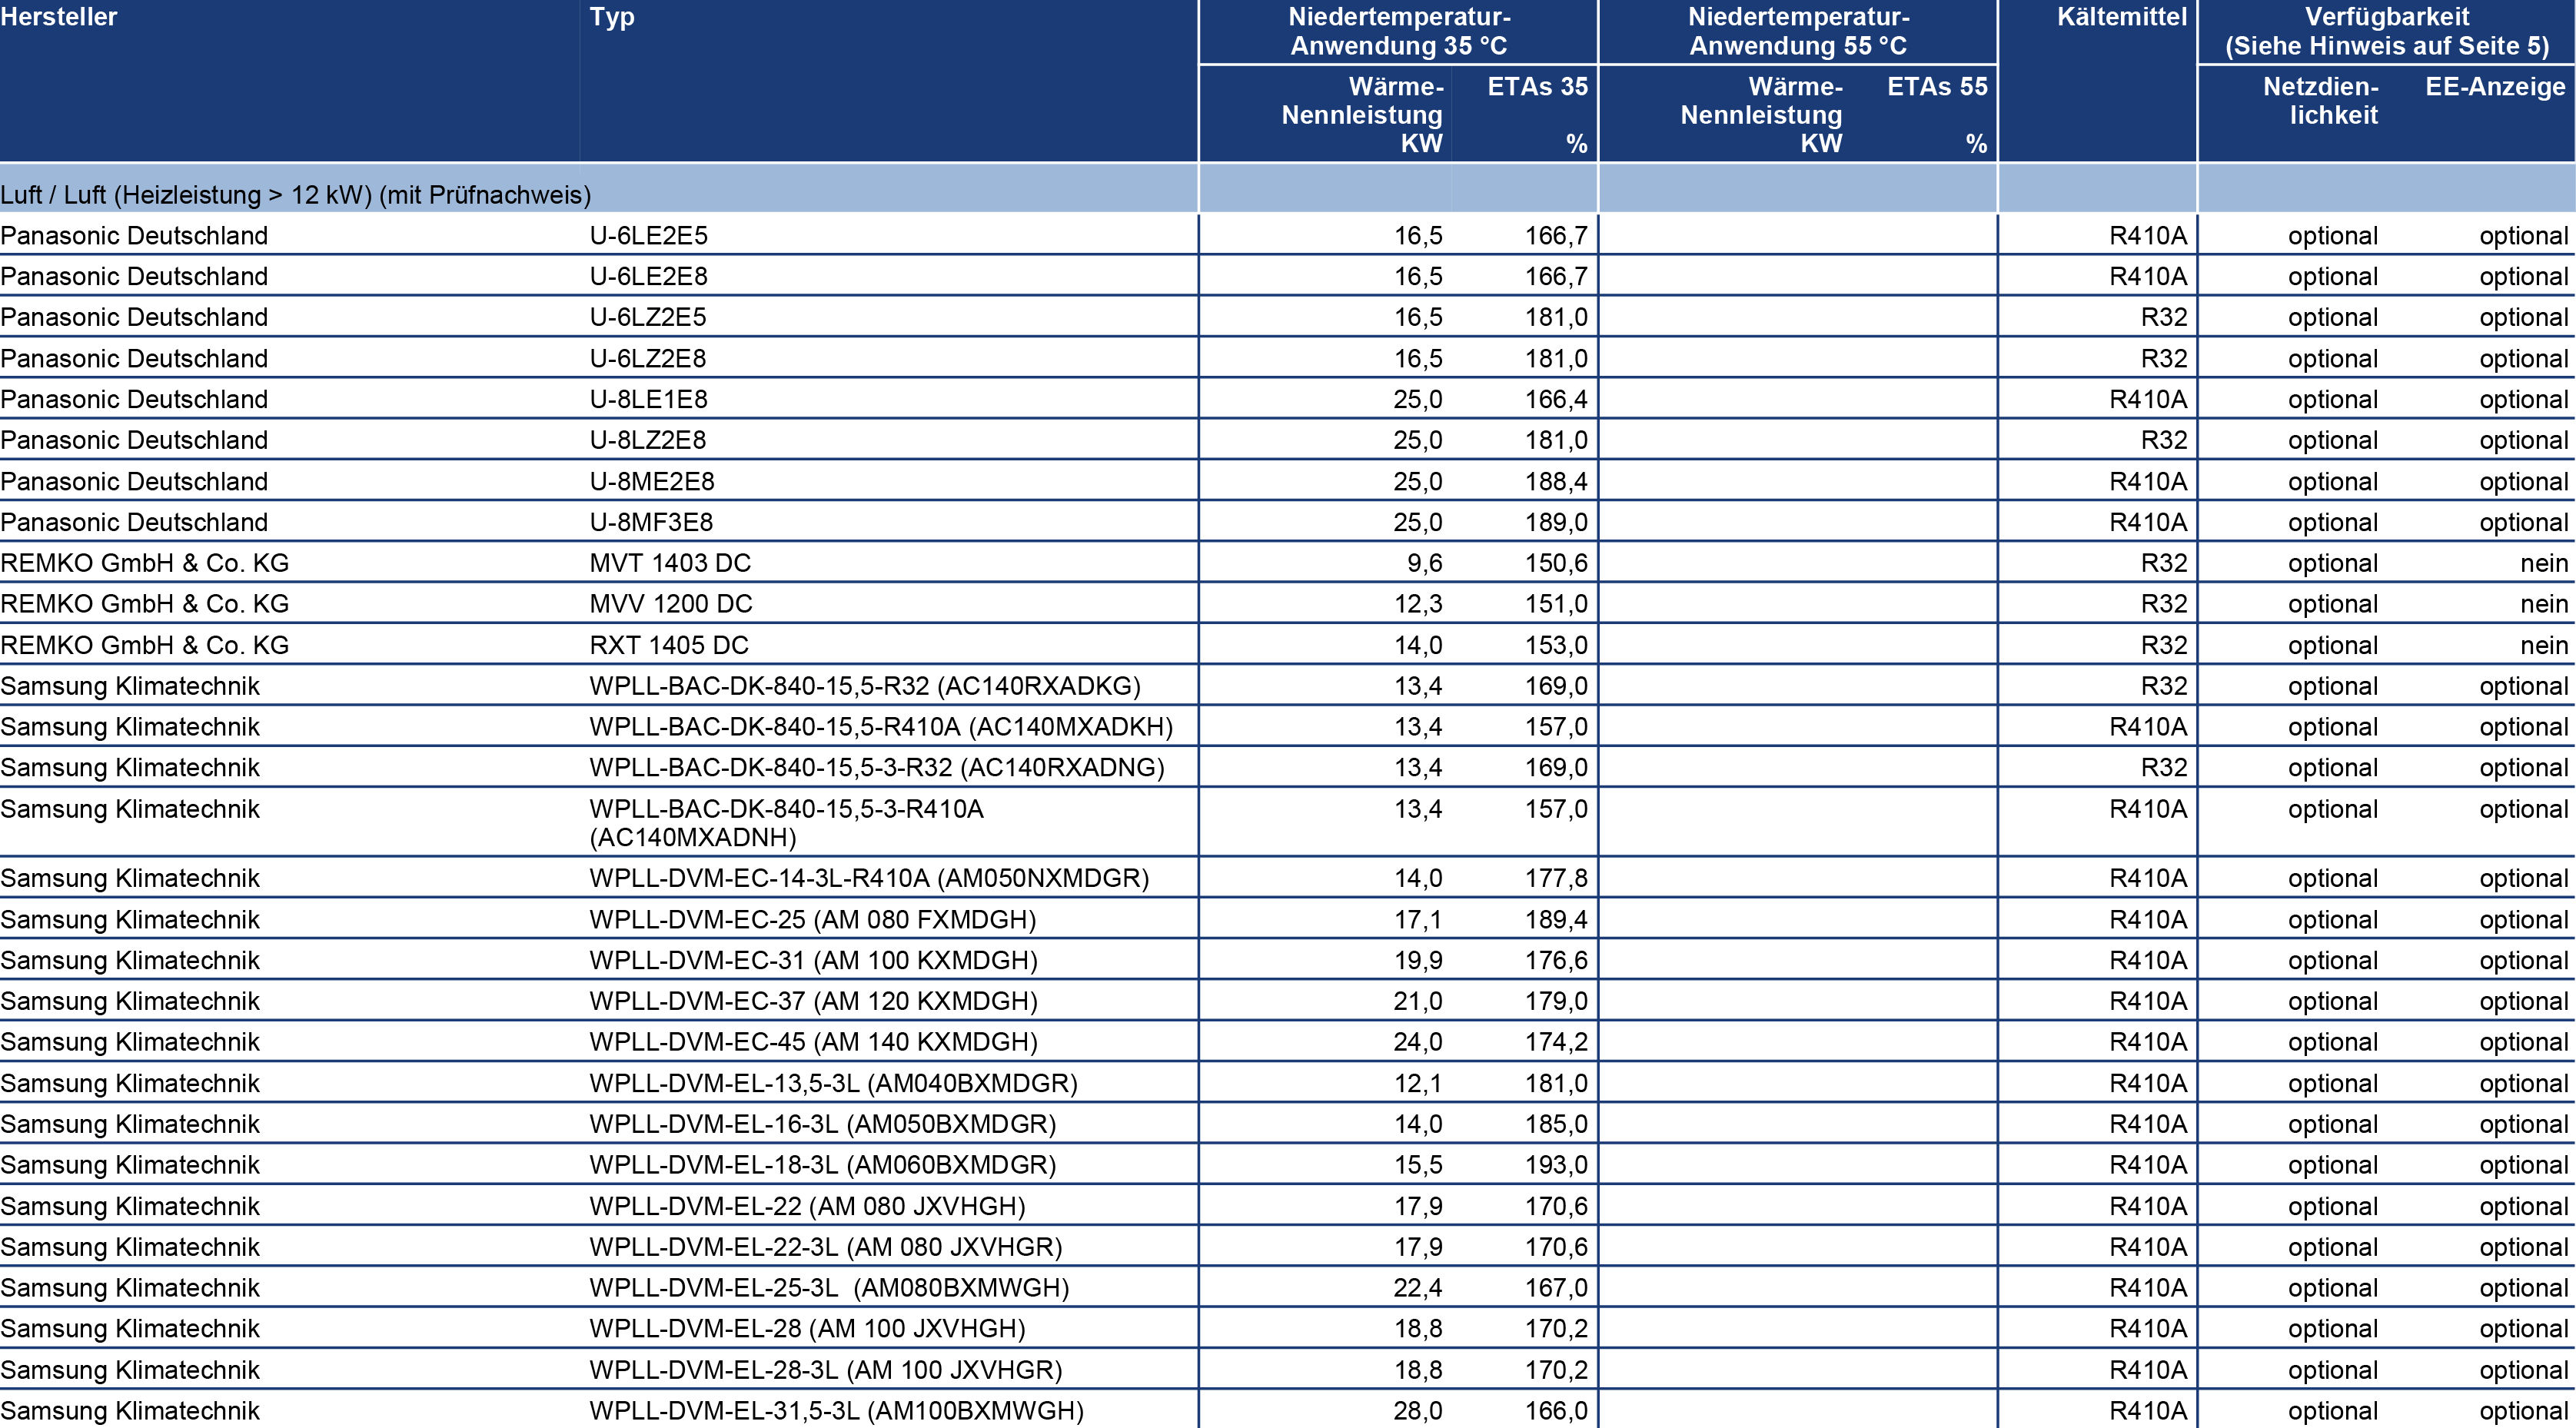 Hersteller Typ Niedertemperatur- Niedertemperatur- Kältemittel Verfügbarkeit
Anwendung 35 °C Anwendung 55 °C (Siehe Hinweis auf Seite 5)
Wärme- ETAs 35 Wärme- ETAs 55 Netzdien- EE-Anzeige
Nennleistung Nennleistung lichkeit
KW % KW %
Luft / Luft (Heizleistung > 12 kW) (mit Prüfnachweis)
Panasonic Deutschland U-6LE2E5 16,5 166,7 R410A optional optional
Panasonic Deutschland U-6LE2E8 16,5 166,7 R410A optional optional
Panasonic Deutschland U-6LZ2E5 16,5 181,0 R32 optional optional
Panasonic Deutschland U-6LZ2E8 16,5 181,0 R32 optional optional
Panasonic Deutschland U-8LE1E8 25,0 166,4 R410A optional optional
Panasonic Deutschland U-8LZ2E8 25,0 181,0 R32 optional optional
Panasonic Deutschland U-8ME2E8 25,0 188,4 R410A optional optional
Panasonic Deutschland U-8MF3E8 25,0 189,0 R410A optional optional
REMKO GmbH & Co. KG MVT 1403 DC 9,6 150,6 R32 optional nein
REMKO GmbH & Co. KG MVV 1200 DC 12,3 151,0 R32 optional nein
REMKO GmbH & Co. KG RXT 1405 DC 14,0 153,0 R32 optional nein
Samsung Klimatechnik WPLL-BAC-DK-840-15,5-R32 (AC140RXADKG) 13,4 169,0 R32 optional optional
Samsung Klimatechnik WPLL-BAC-DK-840-15,5-R410A (AC140MXADKH) 13,4 157,0 R410A optional optional
Samsung Klimatechnik WPLL-BAC-DK-840-15,5-3-R32 (AC140RXADNG) 13,4 169,0 R32 optional optional
Samsung Klimatechnik WPLL-BAC-DK-840-15,5-3-R410A 13,4 157,0 R410A optional optional
(AC140MXADNH)
Samsung Klimatechnik WPLL-DVM-EC-14-3L-R410A (AM050NXMDGR) 14,0 177,8 R410A optional optional
Samsung Klimatechnik WPLL-DVM-EC-25 (AM 080 FXMDGH) 17,1 189,4 R410A optional optional
Samsung Klimatechnik WPLL-DVM-EC-31 (AM 100 KXMDGH) 19,9 176,6 R410A optional optional
Samsung Klimatechnik WPLL-DVM-EC-37 (AM 120 KXMDGH) 21,0 179,0 R410A optional optional
Samsung Klimatechnik WPLL-DVM-EC-45 (AM 140 KXMDGH) 24,0 174,2 R410A optional optional
Samsung Klimatechnik WPLL-DVM-EL-13,5-3L (AM040BXMDGR) 12,1 181,0 R410A optional optional
Samsung Klimatechnik WPLL-DVM-EL-16-3L (AM050BXMDGR) 14,0 185,0 R410A optional optional
Samsung Klimatechnik WPLL-DVM-EL-18-3L (AM060BXMDGR) 15,5 193,0 R410A optional optional
Samsung Klimatechnik WPLL-DVM-EL-22 (AM 080 JXVHGH) 17,9 170,6 R410A optional optional
Samsung Klimatechnik WPLL-DVM-EL-22-3L (AM 080 JXVHGR) 17,9 170,6 R410A optional optional
Samsung Klimatechnik WPLL-DVM-EL-25-3L (AM080BXMWGH) 22,4 167,0 R410A optional optional
Samsung Klimatechnik WPLL-DVM-EL-28 (AM 100 JXVHGH) 18,8 170,2 R410A optional optional
Samsung Klimatechnik WPLL-DVM-EL-28-3L (AM 100 JXVHGR) 18,8 170,2 R410A optional optional
Samsung Klimatechnik WPLL-DVM-EL-31,5-3L (AM100BXMWGH) 28,0 166,0 R410A optional optional